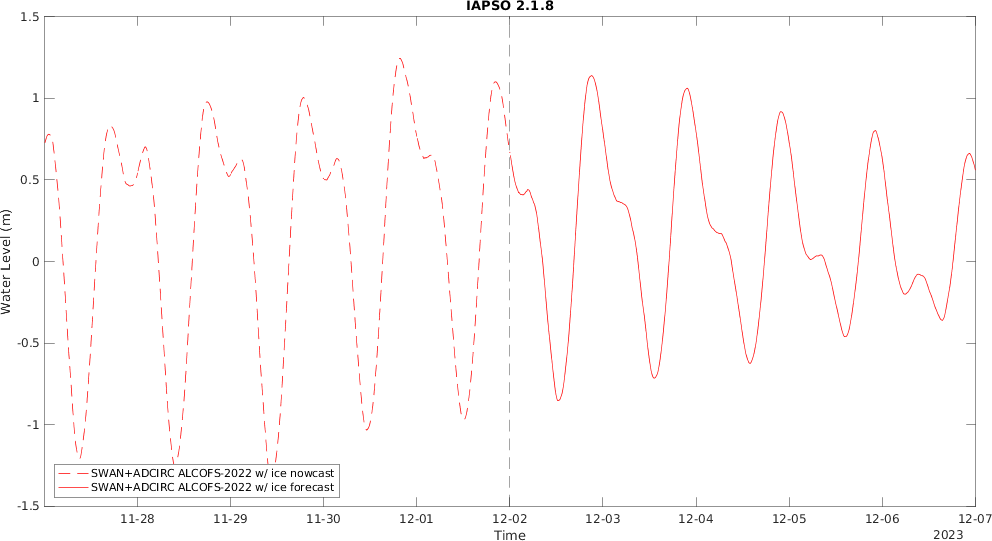 IAPSO 2.1.8
1.5
1
0.5
0
-0.5
-1
-1.5
Water Level (m)
SWAN+ADCIRC ALCOFS-2022 w/ ice nowcast
SWAN+ADCIRC ALCOFS-2022 w/ ice forecast
11-28 11-29 11-30 12-01 12-02 12-03 12-04 12-05 12-06 12-07
Time
2023